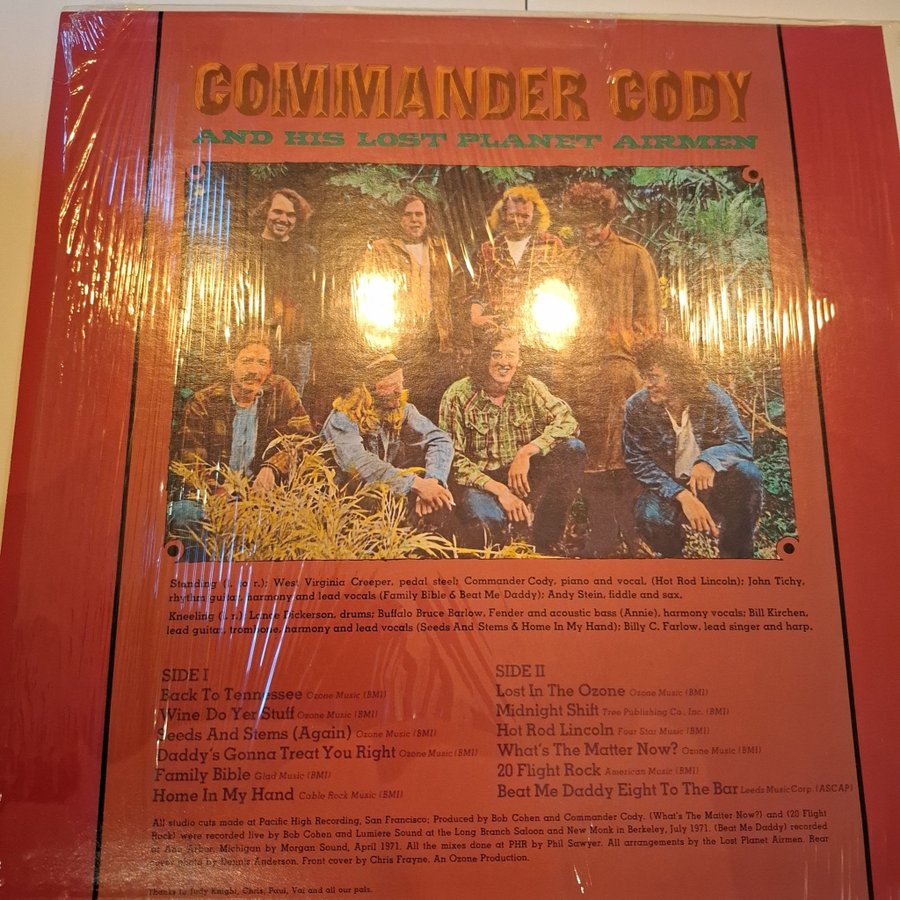 COMMANDER CODY
AND HIS LOST PLANET AIRMEN
Standing (l. to r.); West Virginia Creeper, pedal steel; Commander Cody, piano and vocal, (Hot Rod Lincoln); John Tichy,
rhythm guitar, harmony and lead vocals (Family Bible & Beat Me Daddy); Andy Stein, fiddle and sax.
Kneeling (l. r.); Lance Dickerson, drums; Buffalo Bruce Barlow, Fender and acoustic bass (Annie), harmony vocals; Bill Kirchen,
lead guitar, trombone, harmony and lead vocals (Seeds And Stems & Home In My Hand); Billy C. Farlow, lead singer and harp.
SIDE I
Back To Tennessee Ozone Music (BMI)
Wine Do Yer Stuff Ozone Music (BMI)
Seeds And Stems (Again) Ozone Music (BMI)
Daddy's Gonna Treat You Right Ozone Music (BMI)
Family Bible Glad Music (BMI)
Home In My Hand Cable Rock Music (BMI)
SIDE II
Lost In The Ozone Ozone Music (BMI)
Midnight Shift Tree Publishing Co., Inc. (BMI)
Hot Rod Lincoln Four Star Music (BMI)
What's The Matter Now? Ozone Music (BMI)
20 Flight Rock American Music (BMI)
Beat Me Daddy Eight To The Bar Leeds Music Corp. (ASCAP)
All studio cuts made at Pacific High Recording, San Francisco; Produced by Bob Cohen and Commander Cody. (What's The Matter Now?) and (20 Flight
Rock) were recorded live by Bob Cohen and Lumiere Sound at the Long Branch Saloon and New Monk in Berkeley, July 1971. (Beat Me Daddy) recorded
at Ann Arbor, Michigan by Morgan Sound, April 1971. All the mixes done at PHR by Phil Sawyer. All arrangements by the Lost Planet Airmen. Rear
cover photo by Dennis Anderson. Front cover by Chris Frayne. An Ozone Production.
Thanks to Judy Knight, Chris, Paul, Val and all our pals.